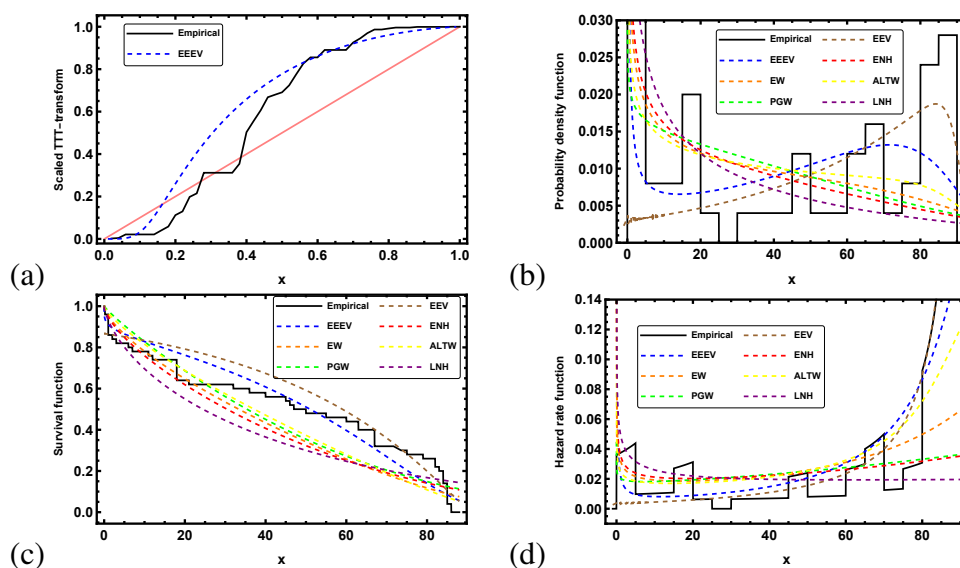 (a)
Scaled TTT-transform
1.0
0.8
0.6
0.4
0.2
0.0
Empirical
EEEV
0.0 0.2 0.4 0.6 0.8 1.0
x
(b)
Probability density function
0.030
0.025
0.020
0.015
0.010
0.005
0.000
Empirical EEV
EEEV ENH
EW ALTW
PGW LNH
0 20 40 60 80
x
(c)
Survival function
1.0
0.8
0.6
0.4
0.2
0.0
Empirical EEV
EEEV ENH
EW ALTW
PGW LNH
0 20 40 60 80
x
(d)
Hazard rate function
0.14
0.12
0.10
0.08
0.06
0.04
0.02
0.00
Empirical EEV
EEEV ENH
EW ALTW
PGW LNH
0 20 40 60 80
x